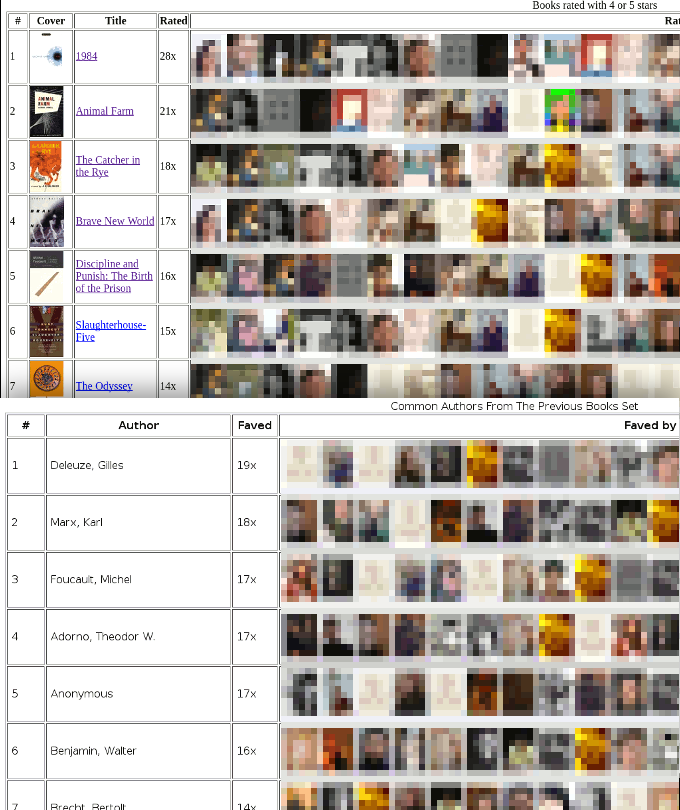 Books rated with 4 or 5 stars
# Cover Title Rated Rat
1 1984 28x
2 Animal Farm 21x
3 The Catcher in the Rye 18x
4 Brave New World 17x
5 Discipline and Punish: The Birth of the Prison 16x
6 Slaughterhouse-Five 15x
7 The Odyssey 14x
Common Authors From The Previous Books Set
# Author Faved Faved by
1 Deleuze, Gilles 19x
2 Marx, Karl 18x
3 Foucault, Michel 17x
4 Adorno, Theodor W. 17x
5 Anonymous 17x
6 Benjamin, Walter 16x
7 Brecht, Bertolt 14x